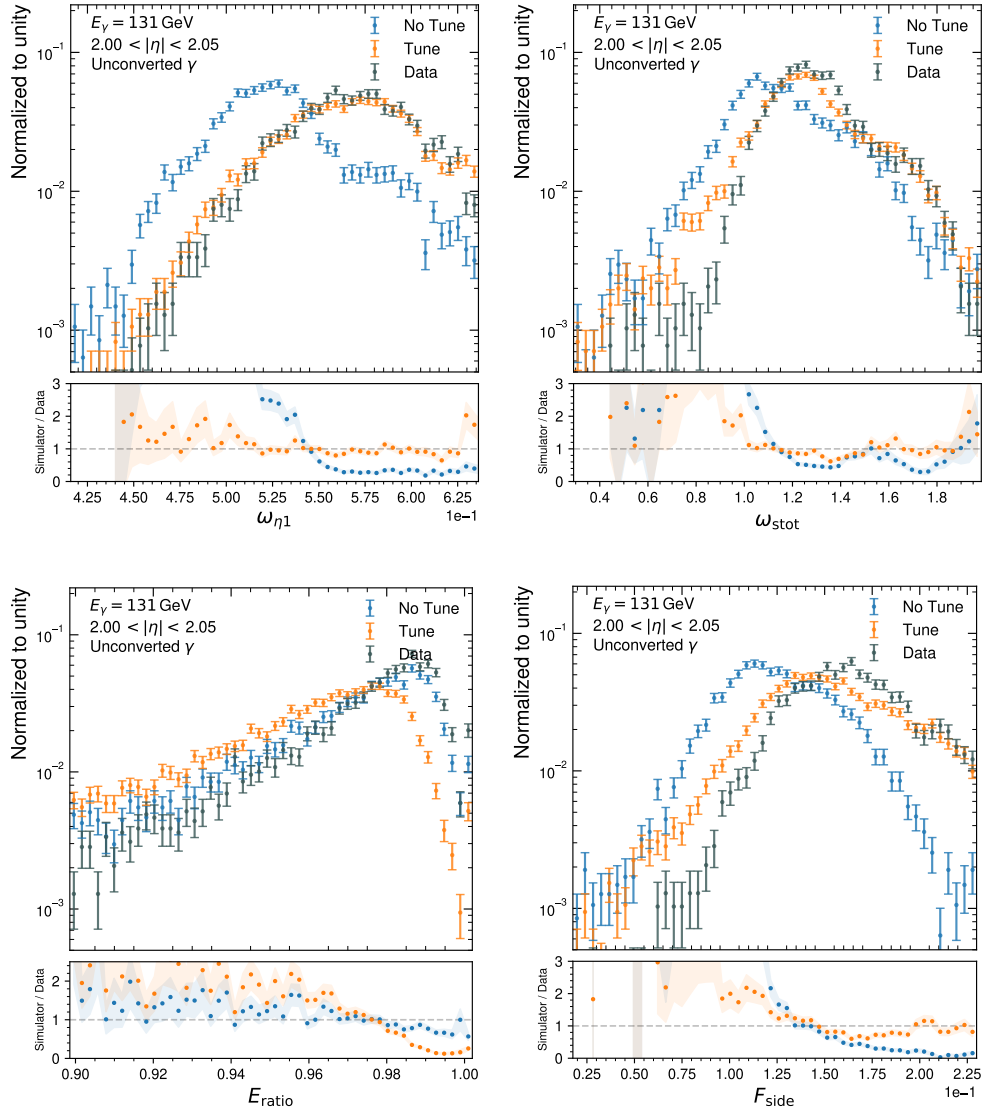 E_γ = 131 GeV
2.00 < |η| < 2.05
Unconverted γ
No Tune
Tune
Data
Normalized to unity
10⁻¹
10⁻²
10⁻³
Simulator / Data
3
2
1
0
4.25 4.50 4.75 5.00 5.25 5.50 5.75 6.00 6.25
1e−1
ω_η1
E_γ = 131 GeV
2.00 < |η| < 2.05
Unconverted γ
No Tune
Tune
Data
Normalized to unity
10⁻¹
10⁻²
10⁻³
Simulator / Data
3
2
1
0
0.4 0.6 0.8 1.0 1.2 1.4 1.6 1.8
ω_stot
E_γ = 131 GeV
2.00 < |η| < 2.05
Unconverted γ
No Tune
Tune
Data
Normalized to unity
10⁻¹
10⁻²
10⁻³
Simulator / Data
2
1
0
0.90 0.92 0.94 0.96 0.98 1.00
E_ratio
E_γ = 131 GeV
2.00 < |η| < 2.05
Unconverted γ
No Tune
Tune
Data
Normalized to unity
10⁻¹
10⁻²
10⁻³
Simulator / Data
3
2
1
0
0.25 0.50 0.75 1.00 1.25 1.50 1.75 2.00 2.25
1e−1
F_side